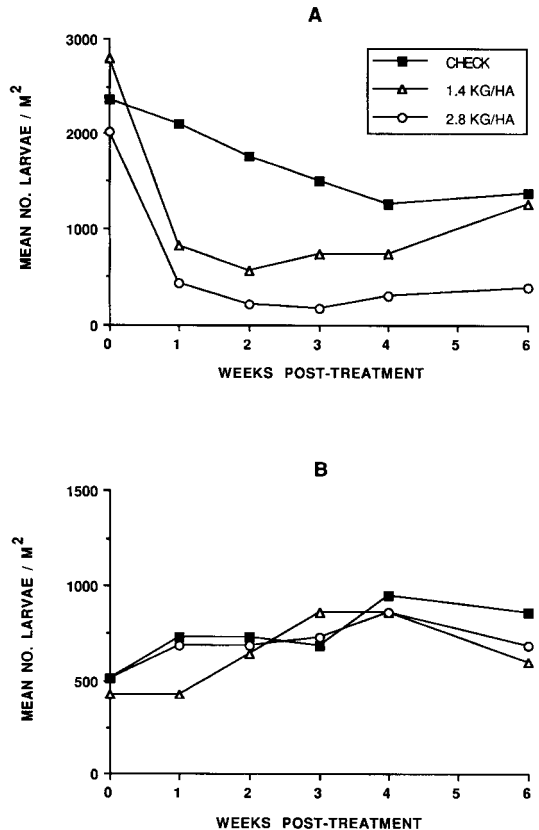 A
3000
2000
1000
0
MEAN NO. LARVAE / M2
CHECK
1.4 KG/HA
2.8 KG/HA
0 1 2 3 4 5 6
WEEKS POST-TREATMENT
B
1500
1000
500
0
MEAN NO. LARVAE / M2
0 1 2 3 4 5 6
WEEKS POST-TREATMENT